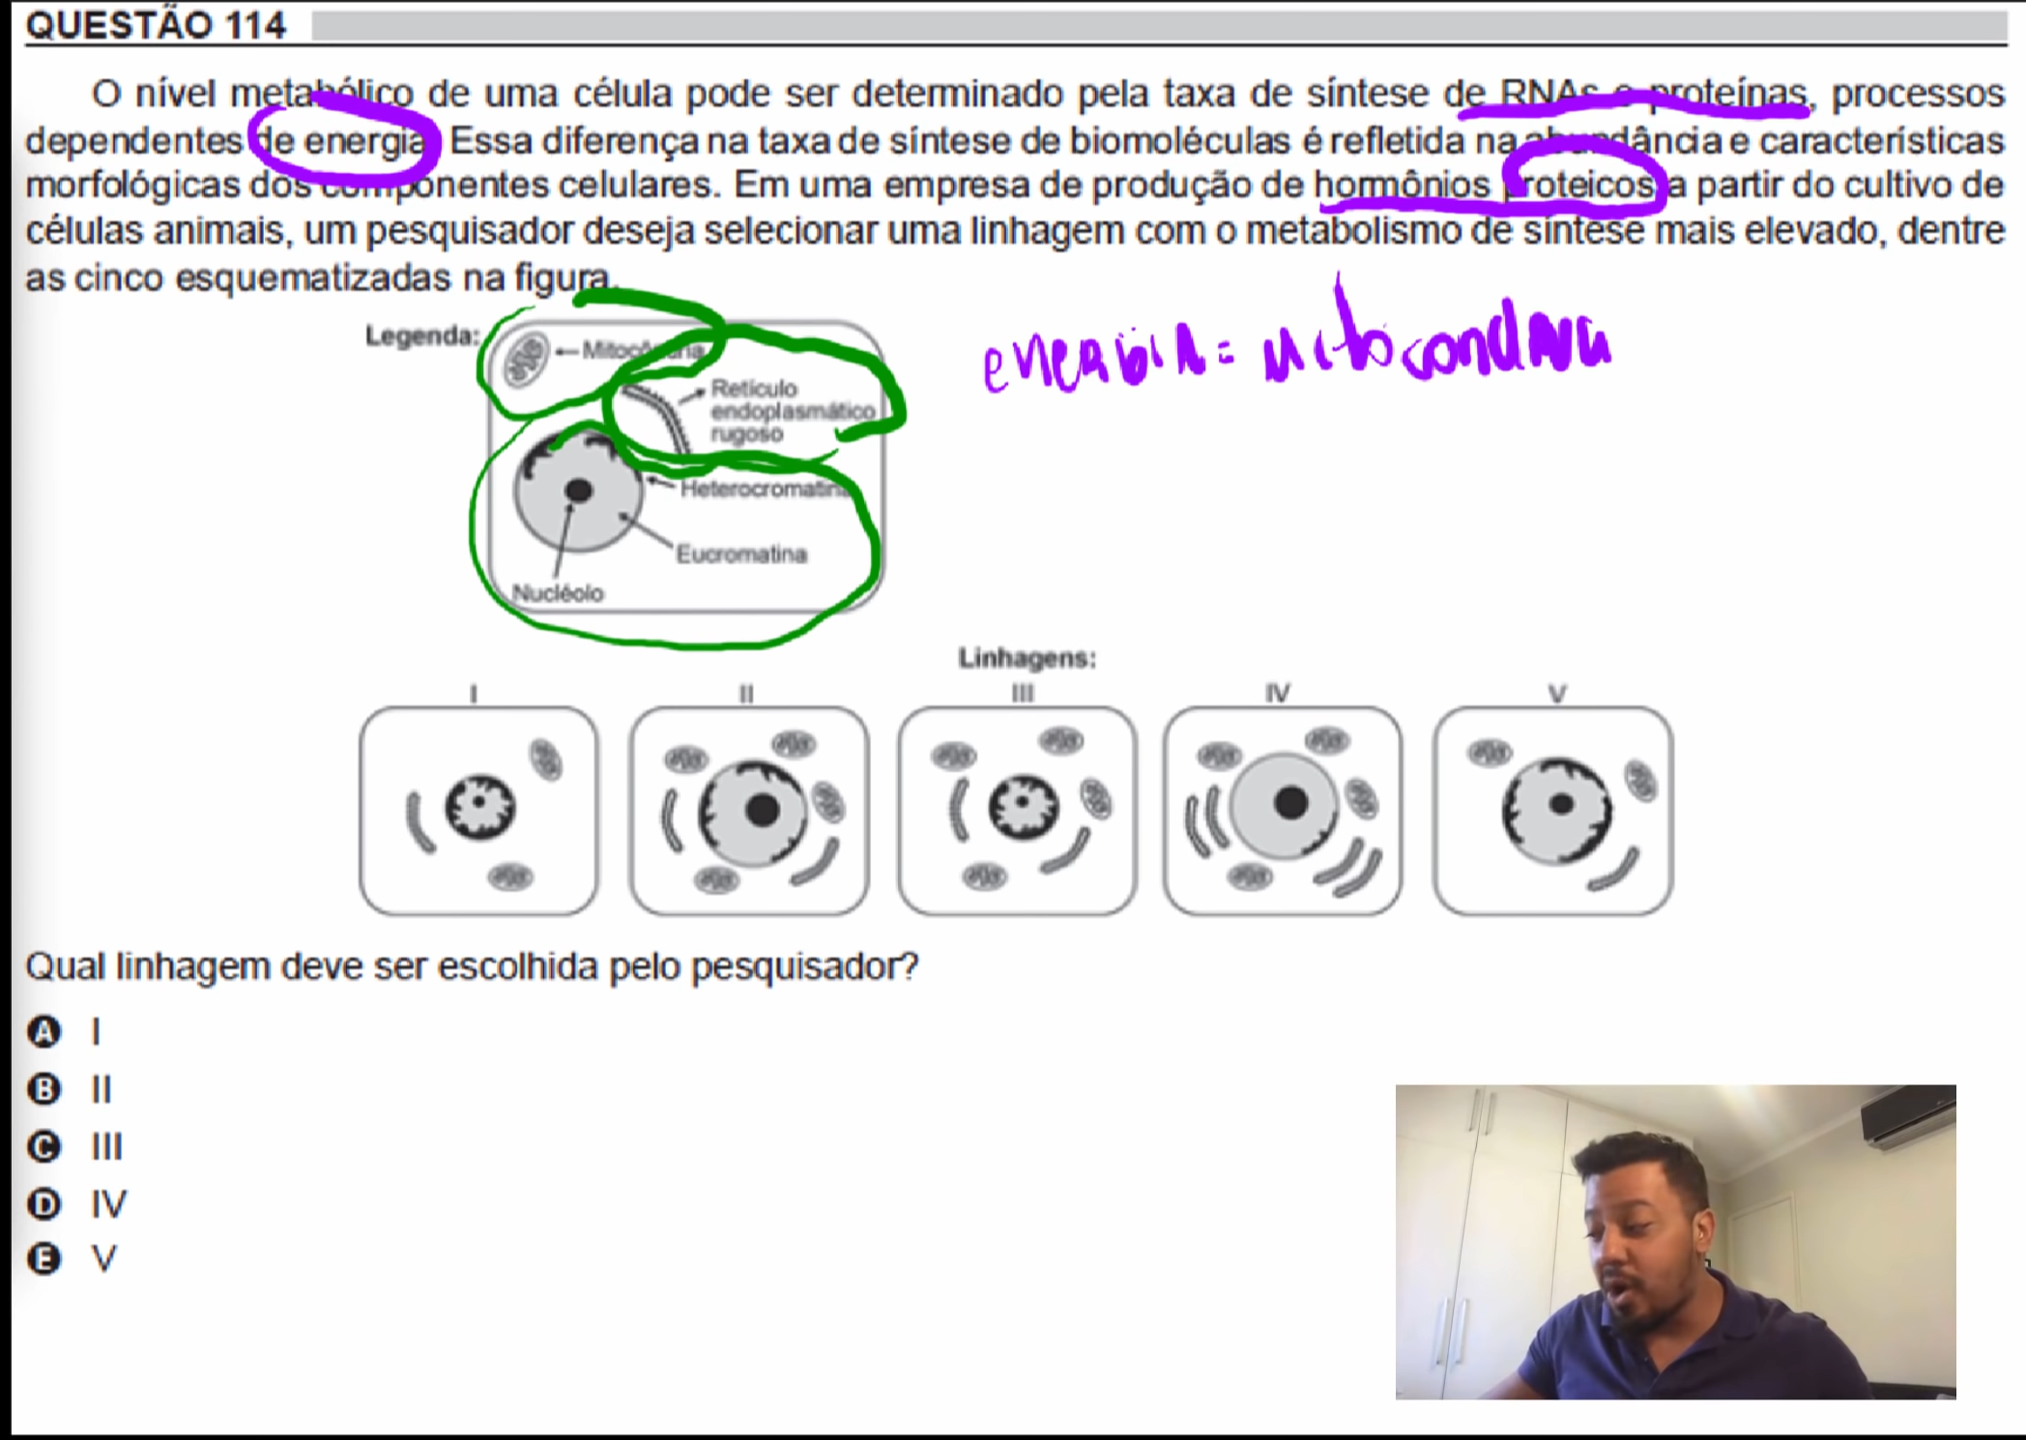 QUESTÃO 114
O nível metabólico de uma célula pode ser determinado pela taxa de síntese de RNAs e proteínas, processos
dependentes de energia. Essa diferença na taxa de síntese de biomoléculas é refletida na abundância e características
morfológicas dos componentes celulares. Em uma empresa de produção de hormônios proteicos a partir do cultivo de
células animais, um pesquisador deseja selecionar uma linhagem com o metabolismo de síntese mais elevado, dentre
as cinco esquematizadas na figura.
Legenda:
Mitocôndria
Retículo
endoplasmático
rugoso
Heterocromatina
Eucromatina
Nucléolo
energia = mitocondria
Linhagens:
I II III IV V
Qual linhagem deve ser escolhida pelo pesquisador?
A I
B II
C III
D IV
E V